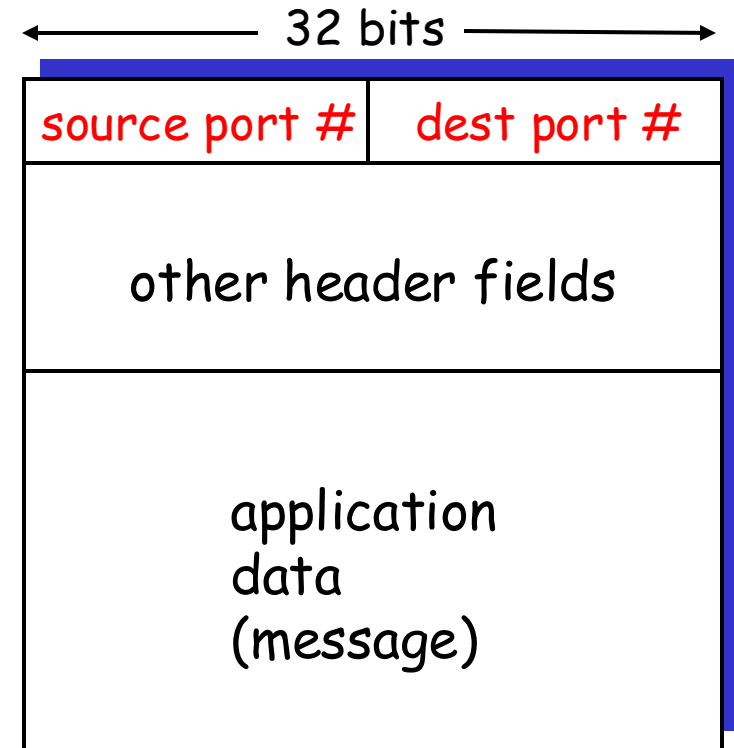 32 bits
source port #
dest port #
other header fields
application
data
(message)